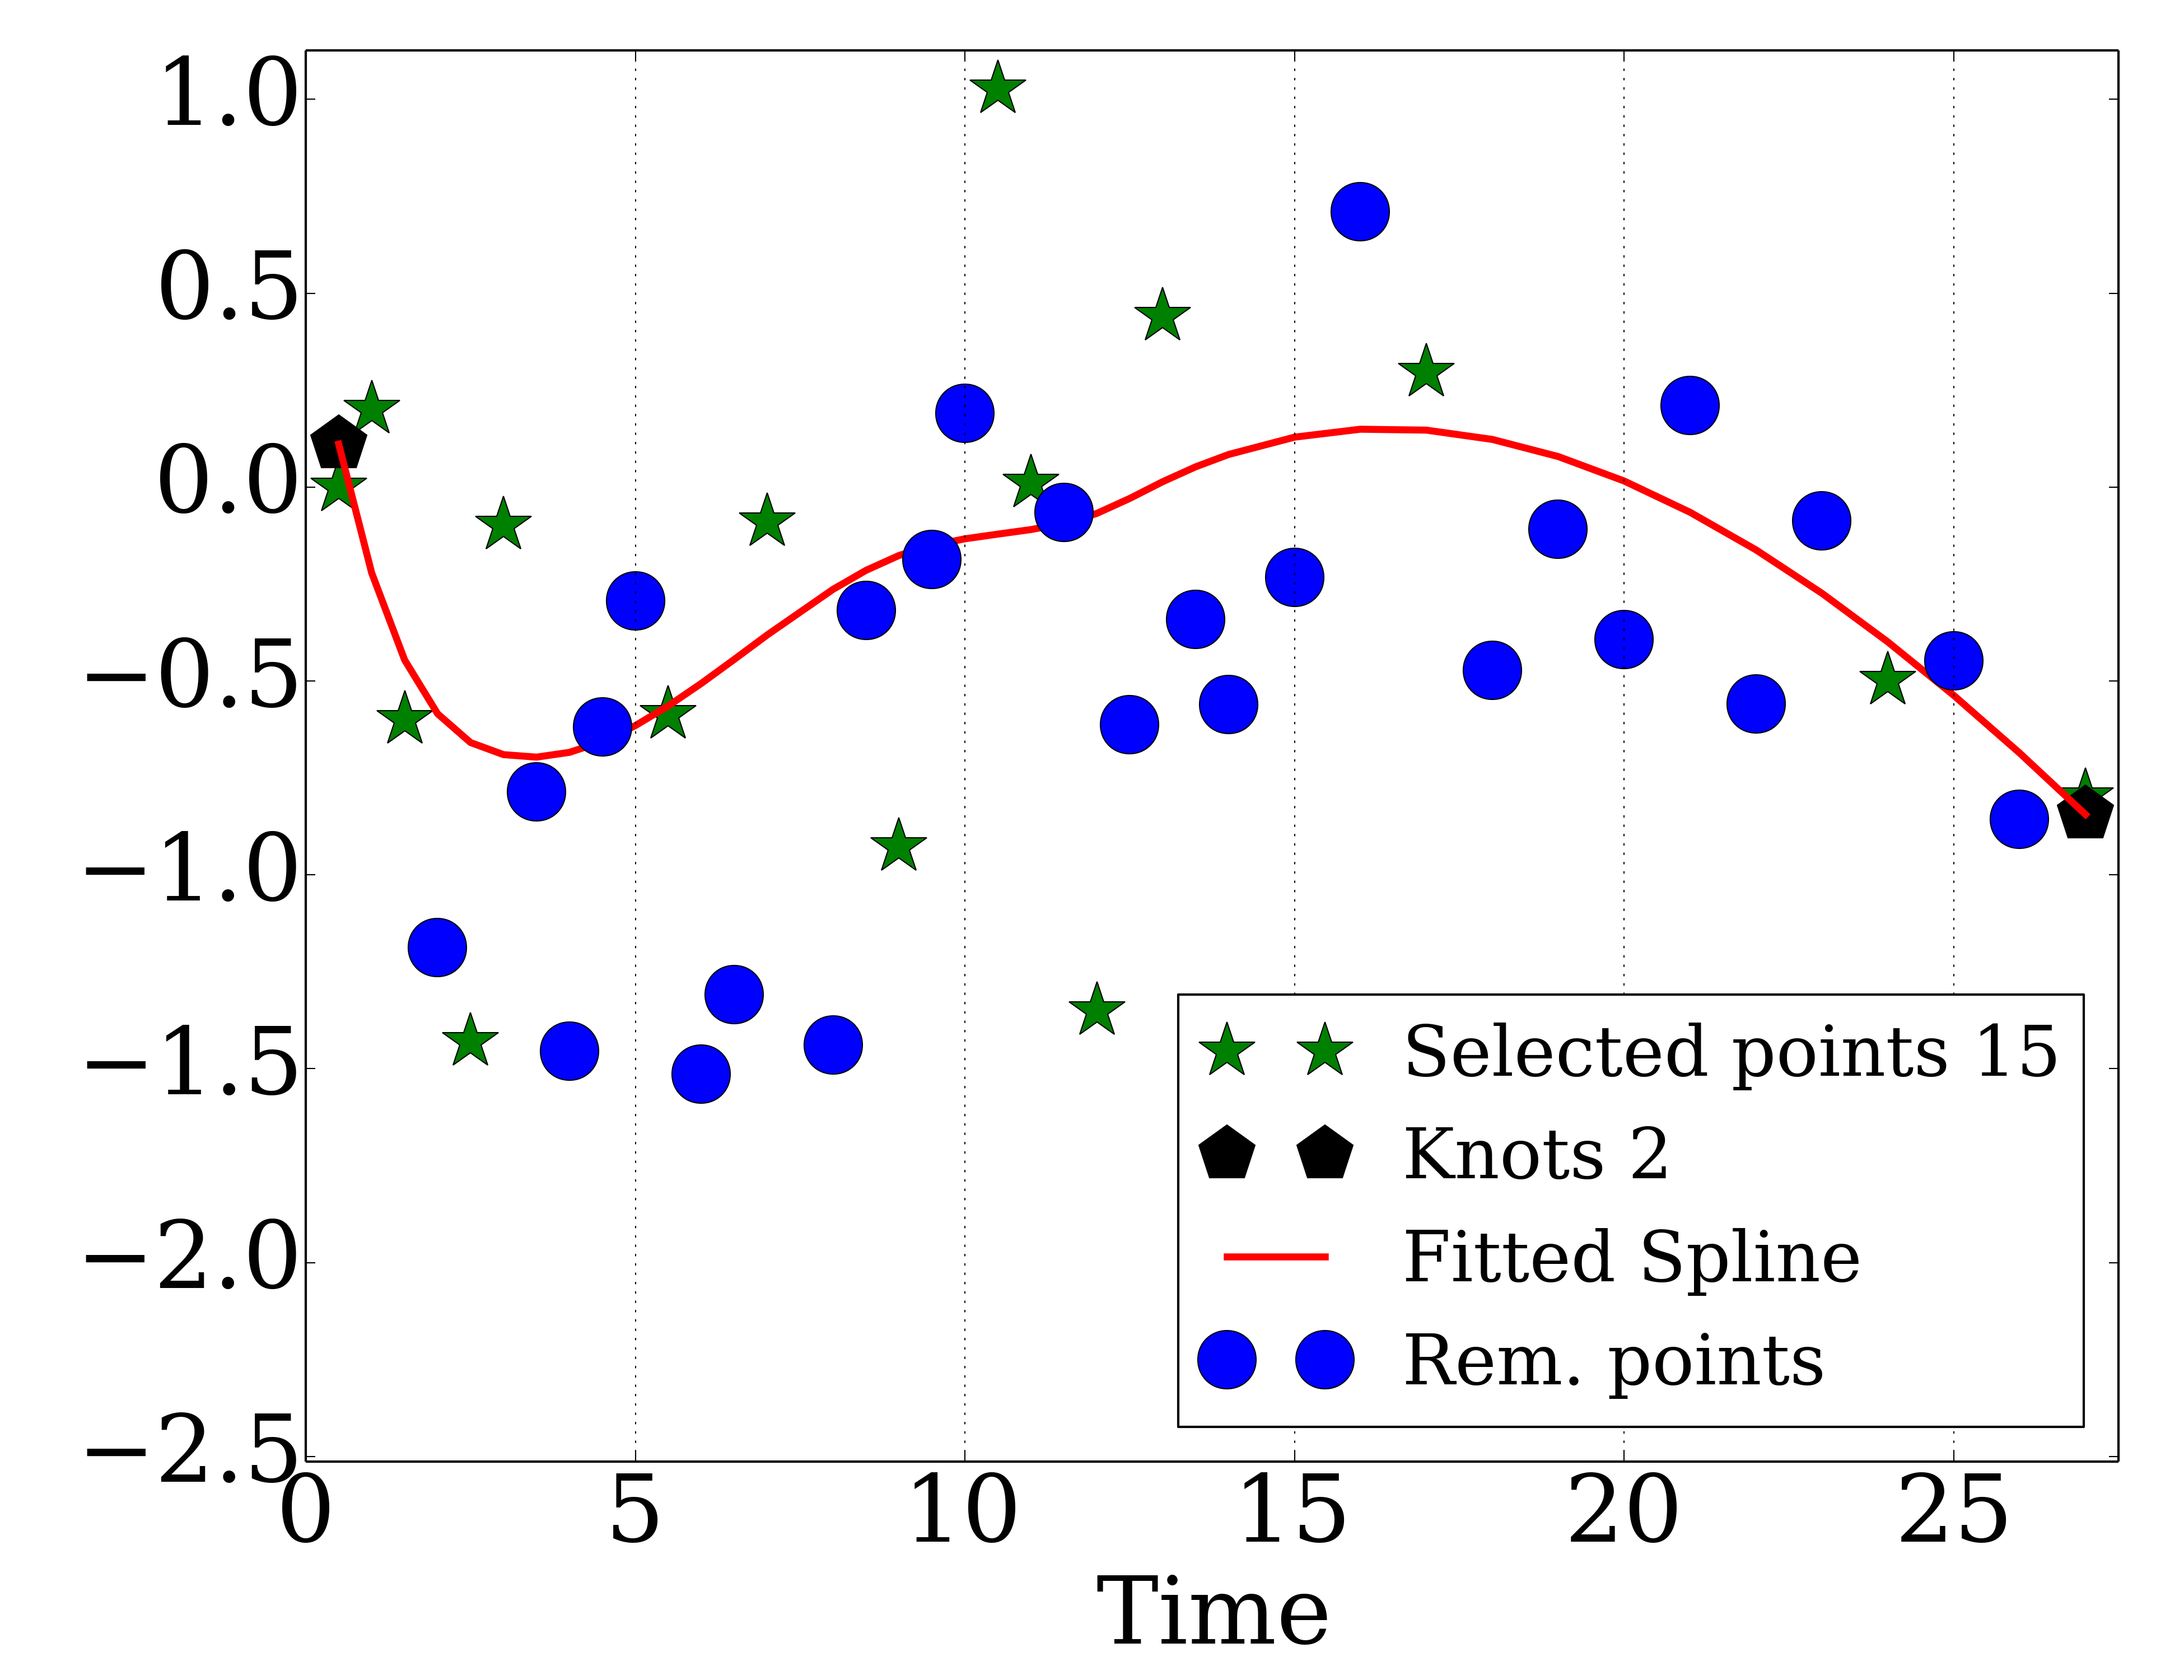 1.0
0.5
0.0
−0.5
−1.0
−1.5
−2.0
−2.5
0 5 10 15 20 25
Time
Selected points 15
Knots 2
Fitted Spline
Rem. points